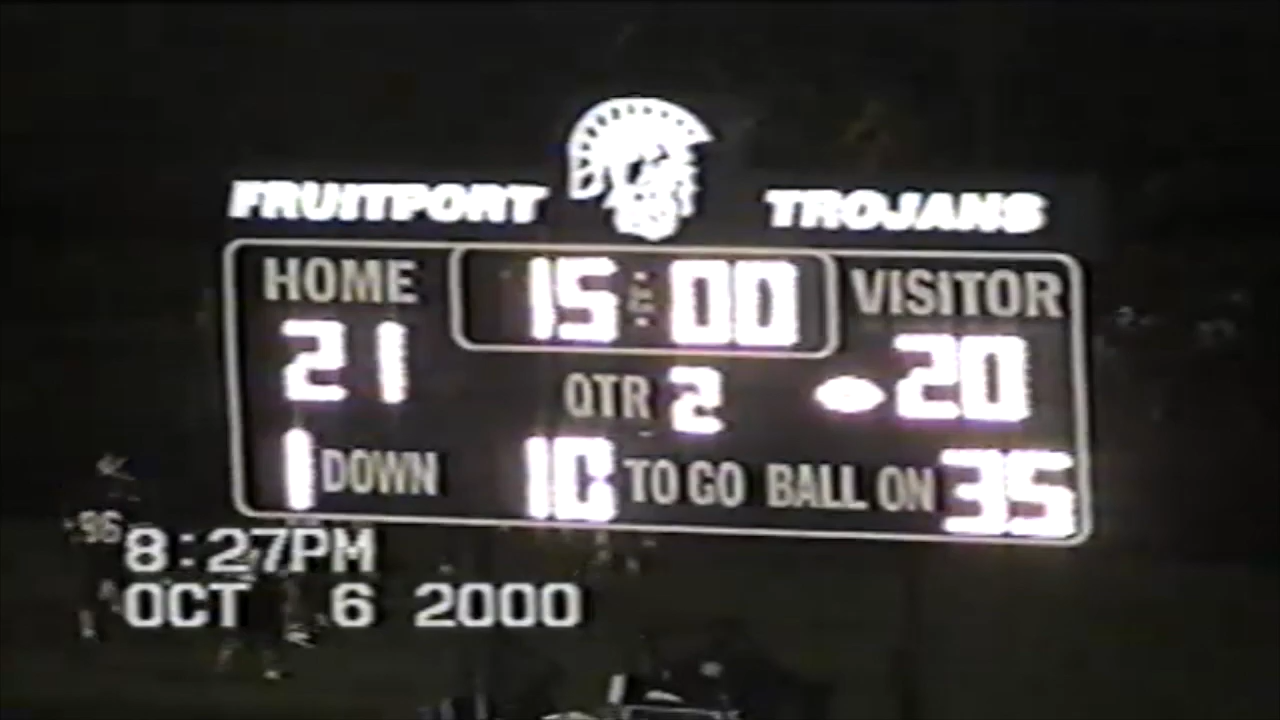 FRUITPORT TROJANS
HOME 15:00 VISITOR
21 QTR 2 20
1 DOWN 10 TO GO BALL ON 35
96
8:27PM
OCT 6 2000